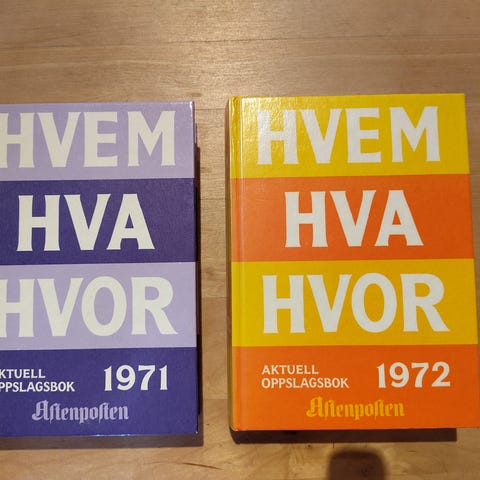 HVEM
HVA
HVOR
AKTUELL
OPPSLAGSBOK
1971
Aftenposten
HVEM
HVA
HVOR
AKTUELL
OPPSLAGSBOK
1972
Aftenposten